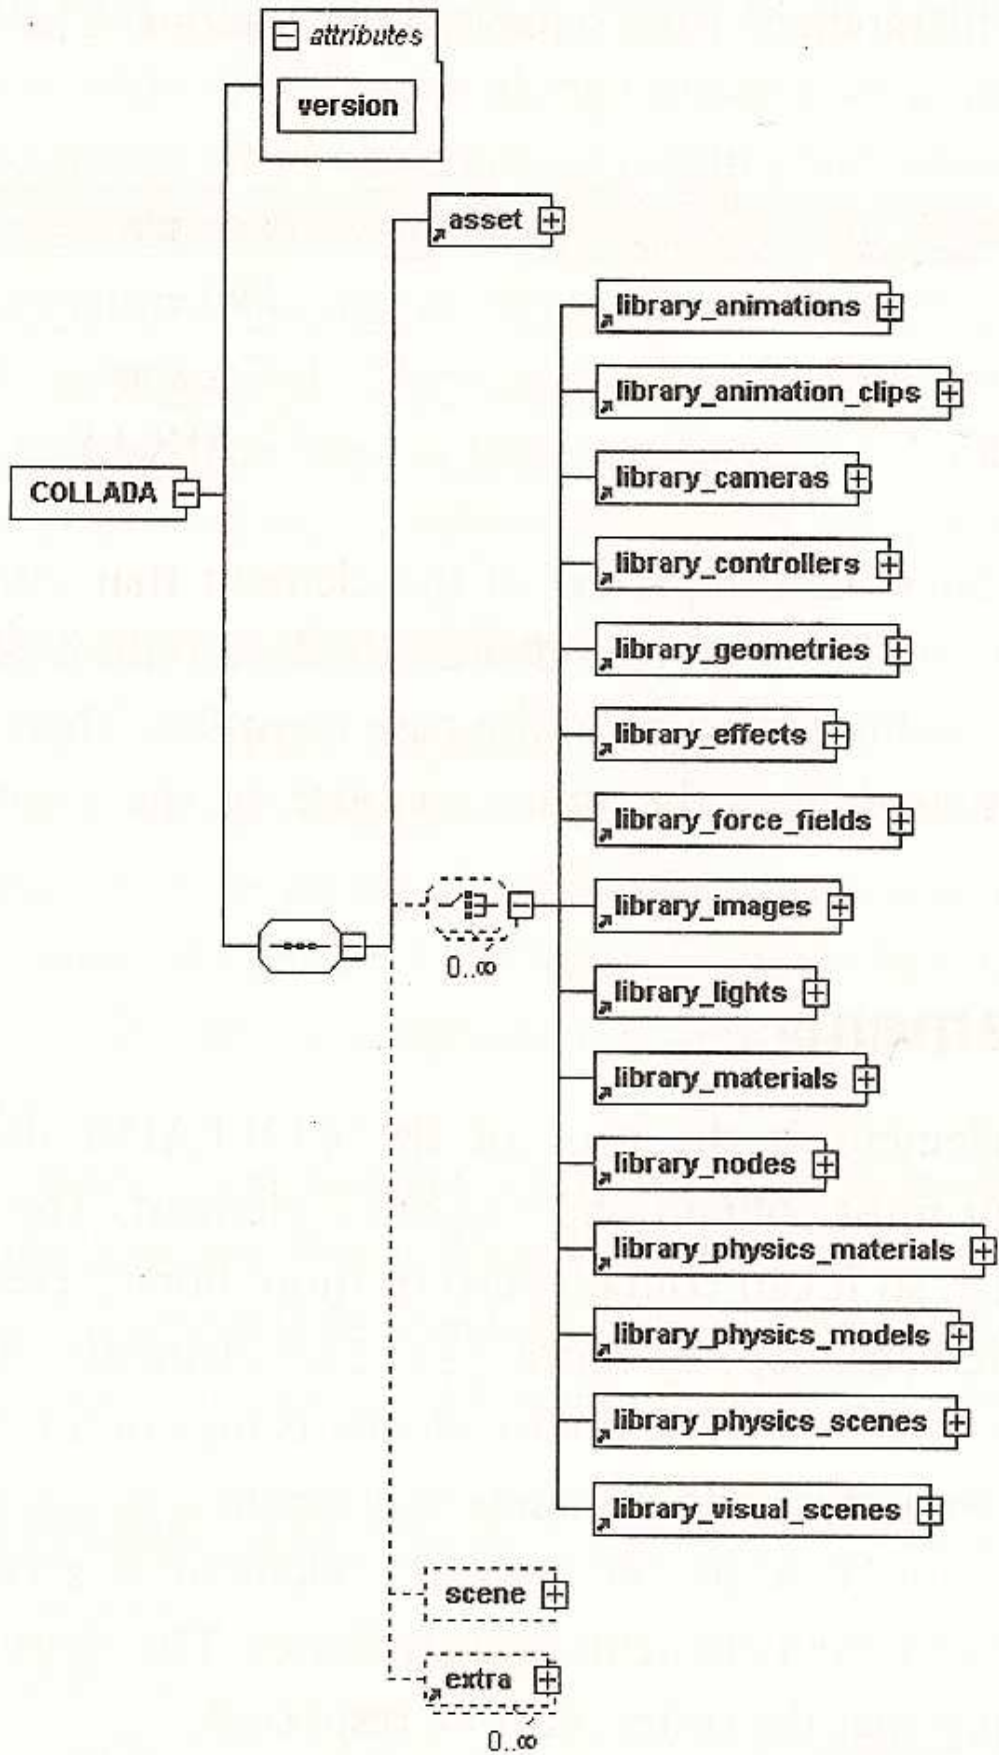 attributes
version
asset
library_animations
library_animation_clips
library_cameras
COLLADA
library_controllers
library_geometries
library_effects
library_force_fields
library_images
0..∞
library_lights
library_materials
library_nodes
library_physics_materials
library_physics_models
library_physics_scenes
library_visual_scenes
scene
extra
0..∞